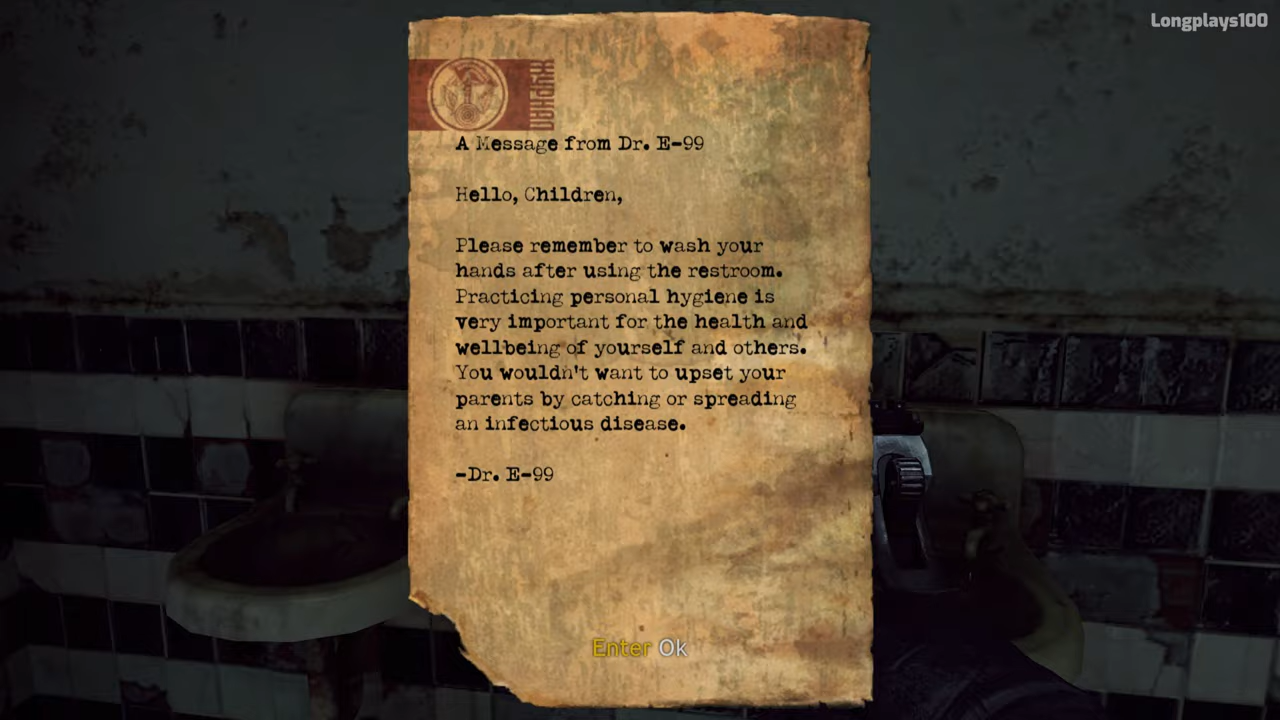 Longplays100
A Message from Dr. E-99
Hello, Children,
Please remember to wash your
hands after using the restroom.
Practicing personal hygiene is
very important for the health and
wellbeing of yourself and others.
You wouldn't want to upset your
parents by catching or spreading
an infectious disease.
-Dr. E-99
Enter Ok